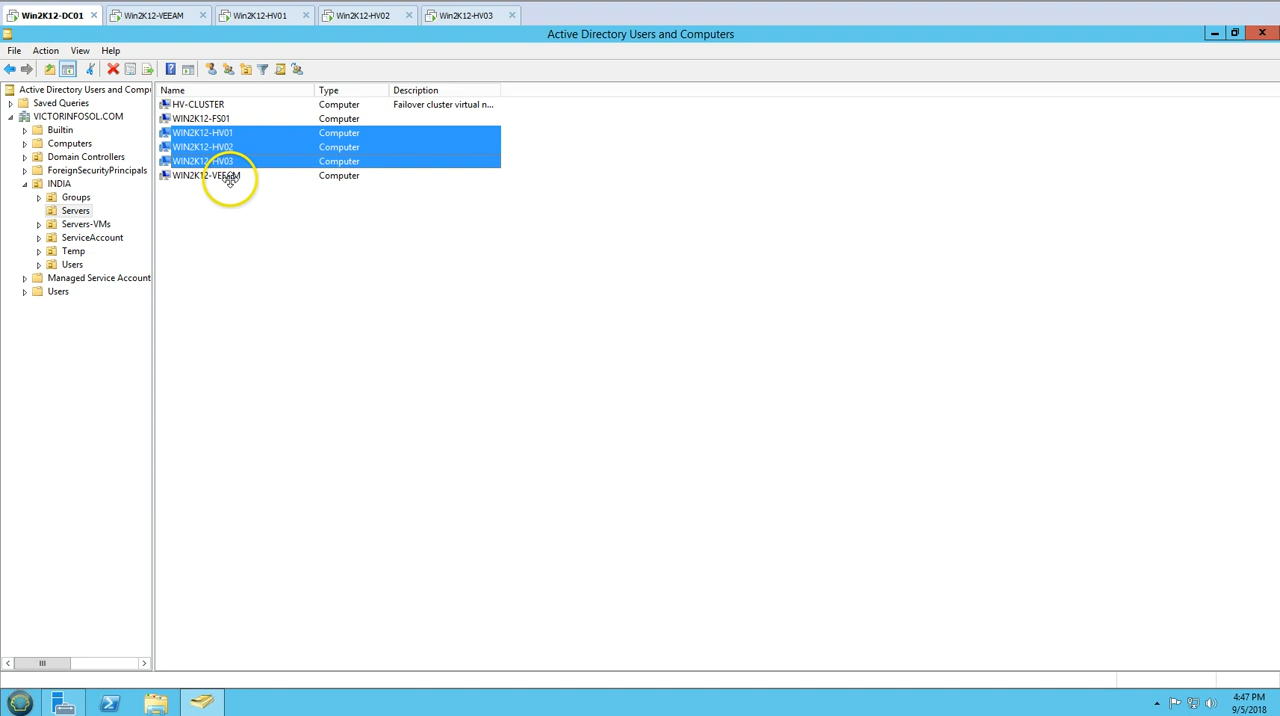 Win2K12-DC01 Win2K12-VEEAM Win2K12-HV01 Win2K12-HV02 Win2K12-HV03
Active Directory Users and Computers
File Action View Help
Active Directory Users and Compu
Saved Queries
VICTORINFOSOL.COM
Builtin
Computers
Domain Controllers
ForeignSecurityPrincipals
INDIA
Groups
Servers
Servers-VMs
ServiceAccount
Temp
Users
Managed Service Account
Users
Name Type Description
HV-CLUSTER Computer Failover cluster virtual n...
WIN2K12-FS01 Computer
WIN2K12-HV01 Computer
WIN2K12-HV02 Computer
WIN2K12-HV03 Computer
WIN2K12-VEEAM Computer
4:47 PM
9/5/2018